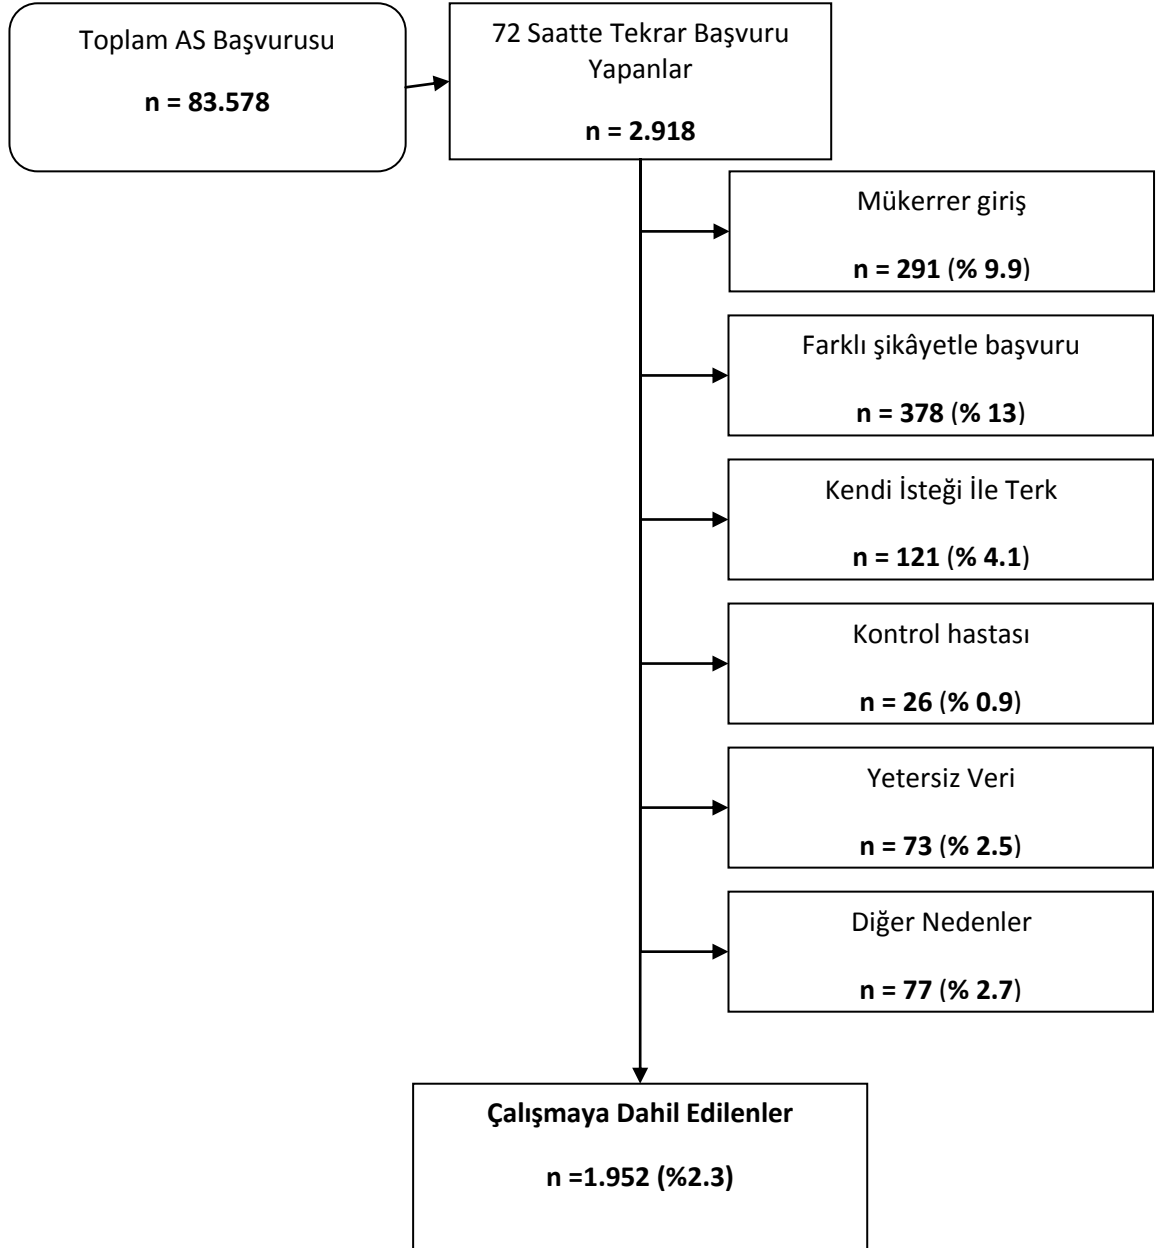 Toplam AS Başvurusu
n = 83.578
72 Saatte Tekrar Başvuru
Yapanlar
n = 2.918
Mükerrer giriş
n = 291 (% 9.9)
Farklı şikâyetle başvuru
n = 378 (% 13)
Kendi İsteği İle Terk
n = 121 (% 4.1)
Kontrol hastası
n = 26 (% 0.9)
Yetersiz Veri
n = 73 (% 2.5)
Diğer Nedenler
n = 77 (% 2.7)
Çalışmaya Dahil Edilenler
n =1.952 (%2.3)